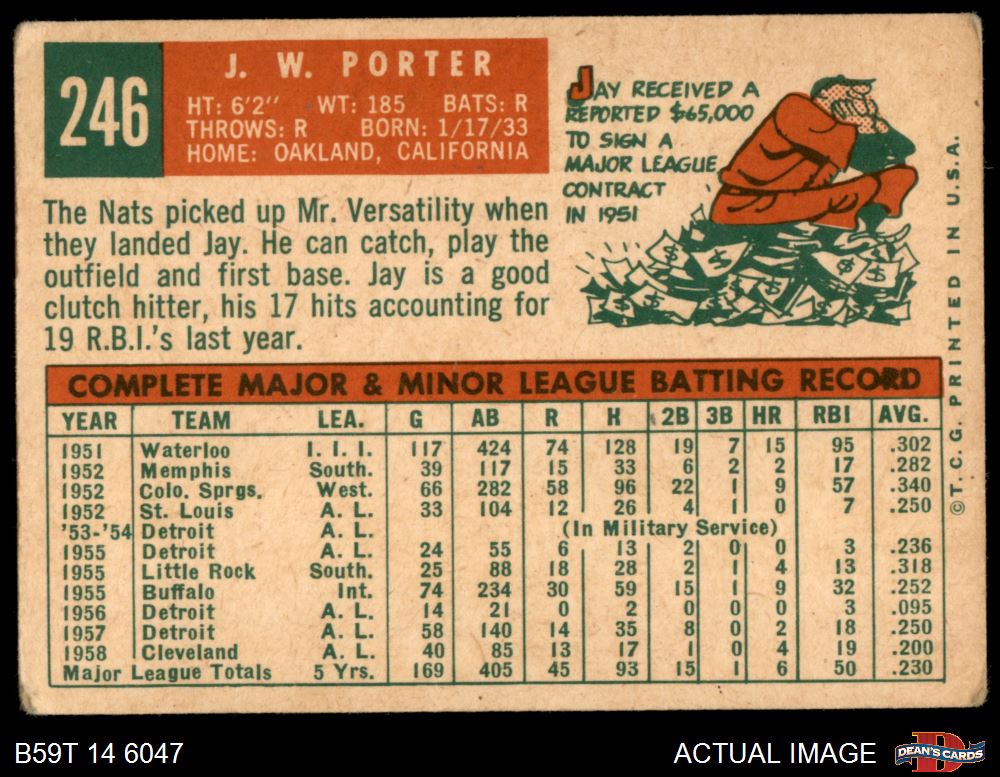 246
J. W. PORTER
HT: 6'2" WT: 185 BATS: R
THROWS: R BORN: 1/17/33
HOME: OAKLAND, CALIFORNIA
The Nats picked up Mr. Versatility when
they landed Jay. He can catch, play the
outfield and first base. Jay is a good
clutch hitter, his 17 hits accounting for
19 R.B.I.'s last year.
JAY RECEIVED A
REPORTED $65,000
TO SIGN A
MAJOR LEAGUE
CONTRACT
IN 1951
COMPLETE MAJOR & MINOR LEAGUE BATTING RECORD
YEAR TEAM LEA. G AB R H 2B 3B HR RBI AVG.
1951 Waterloo I. I. I. 117 424 74 128 19 7 15 95 .302
1952 Memphis South. 39 117 15 33 6 2 2 17 .282
1952 Colo. Sprgs. West. 66 282 58 96 22 1 9 57 .340
1952 St. Louis A. L. 33 104 12 26 4 1 0 7 .250
'53-'54 Detroit A. L. (In Military Service)
1955 Detroit A. L. 24 55 6 13 2 0 0 3 .236
1955 Little Rock South. 25 88 18 28 2 1 4 13 .318
1955 Buffalo Int. 74 234 30 59 15 1 9 32 .252
1956 Detroit A. L. 14 21 0 2 0 0 0 3 .095
1957 Detroit A. L. 58 140 14 35 8 0 2 18 .250
1958 Cleveland A. L. 40 85 13 17 1 0 4 19 .200
Major League Totals 5 Yrs. 169 405 45 93 15 1 6 50 .230
© T. C. G. PRINTED IN U. S. A.
B59T 14 6047
ACTUAL IMAGE
DEAN'S CARDS